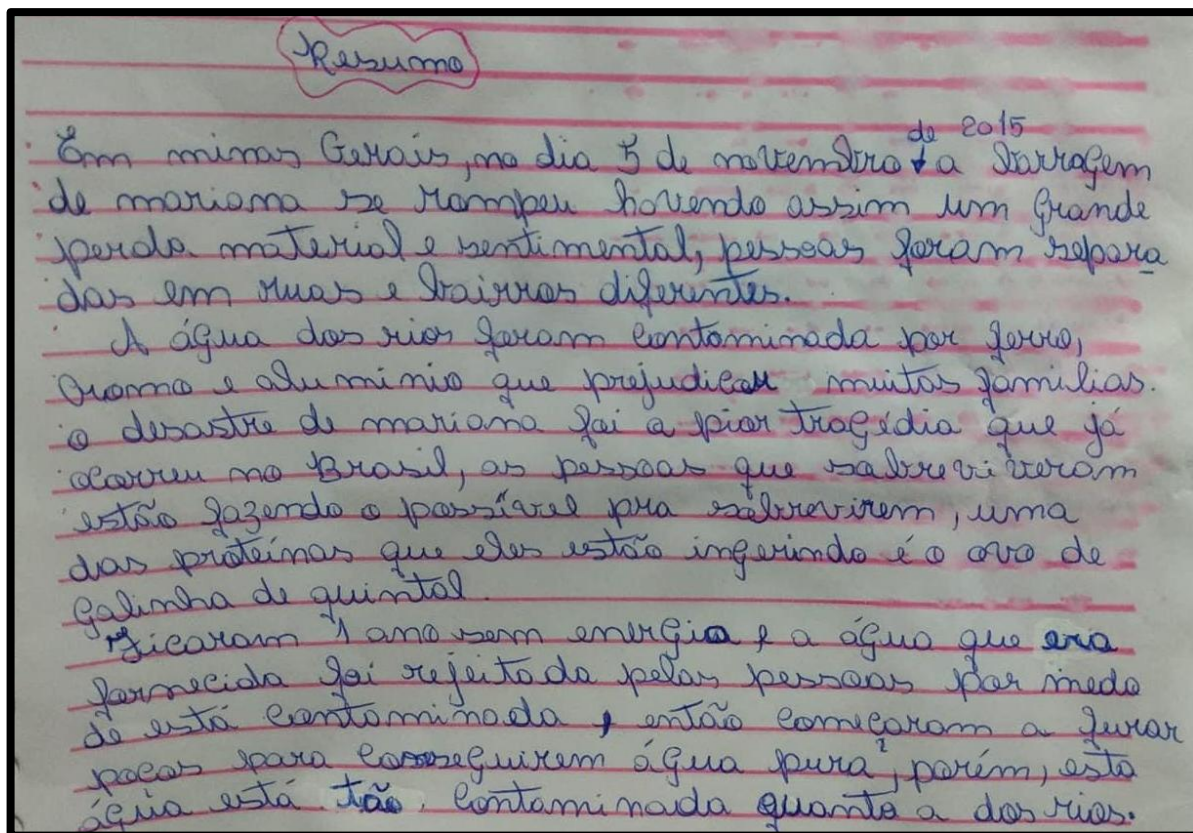 Resumo
Em minas Gerais, no dia 5 de novembro de 2015 a barragem
de mariana se rompeu hovendo assim um grande
perda material e sentimental, pessoas foram separa
das em ruas e bairros diferentes.
A água dos rios foram contaminada por ferro,
cromo e aluminio que prejudicou muitas familias.
o desastre de mariana foi a pior tragédia que já
ocorreu no Brasil, as pessoas que sobreviveram
estão fazendo o possível pra sobrevirem, uma
das proteínas que eles estão ingerindo é o ovo de
galinha de quintal.
Ficaram 1 ano sem energia e a água que era
fornecida foi rejeitada pelas pessoas por medo
de está contaminada, então começaram a furar
poços para conseguirem água pura, porém, esta
água está tão contaminada quanto a dos rios.